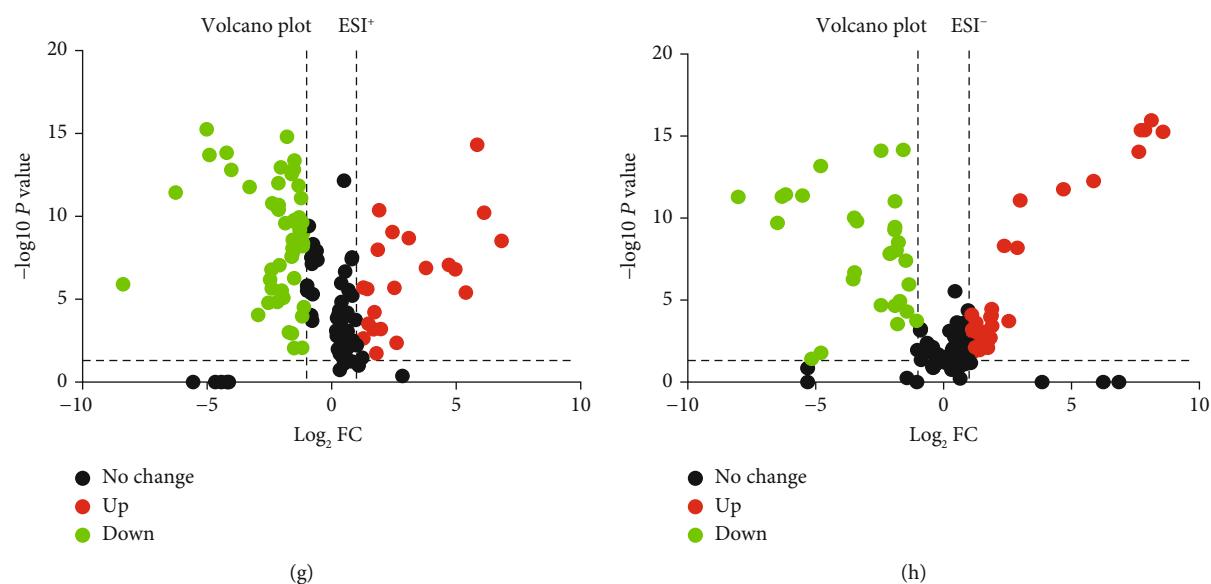 Volcano plot ESI⁺
20
15
10
5
0
−10
−5
0
5
10
−log10 P value
Log₂ FC
No change
Up
Down
(g)
Volcano plot ESI⁻
20
15
10
5
0
−10
−5
0
5
10
−log10 P value
Log₂ FC
No change
Up
Down
(h)